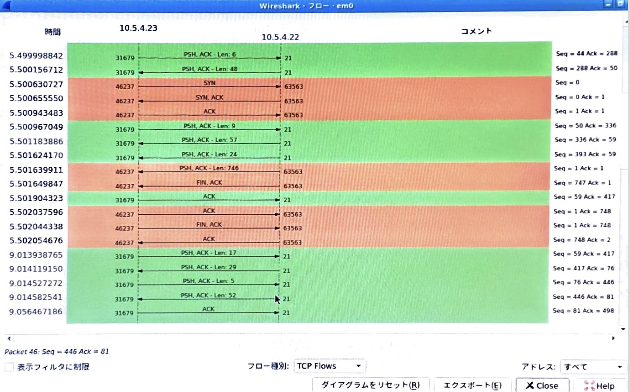 Wireshark · フロー · em0
時間 10.5.4.23 10.5.4.22 コメント
5.499998842 31679 PSH, ACK - Len: 6 21 Seq = 44 Ack = 288
5.500156712 31679 PSH, ACK - Len: 48 21 Seq = 288 Ack = 50
5.500630727 46237 SYN 63563 Seq = 0
5.500655550 46237 SYN, ACK 63563 Seq = 0 Ack = 1
5.500943483 46237 ACK 63563 Seq = 1 Ack = 1
5.500967049 31679 PSH, ACK - Len: 9 21 Seq = 50 Ack = 336
5.501183886 31679 PSH, ACK - Len: 57 21 Seq = 336 Ack = 59
5.501624170 31679 PSH, ACK - Len: 24 21 Seq = 393 Ack = 59
5.501639911 46237 PSH, ACK - Len: 746 63563 Seq = 1 Ack = 1
5.501649847 46237 FIN, ACK 63563 Seq = 747 Ack = 1
5.501904323 31679 ACK 21 Seq = 59 Ack = 417
5.502037596 46237 ACK 63563 Seq = 1 Ack = 748
5.502044338 46237 FIN, ACK 63563 Seq = 1 Ack = 748
5.502054676 46237 ACK 63563 Seq = 748 Ack = 2
9.013938765 31679 PSH, ACK - Len: 17 21 Seq = 59 Ack = 417
9.014119150 31679 PSH, ACK - Len: 29 21 Seq = 417 Ack = 76
9.014527272 31679 PSH, ACK - Len: 5 21 Seq = 76 Ack = 446
9.014582541 31679 PSH, ACK - Len: 52 21 Seq = 446 Ack = 81
9.056467186 31679 ACK 21 Seq = 81 Ack = 498
Packet 46: Seq = 446 Ack = 81
表示フィルタに制限 フロー種別: TCP Flows アドレス: すべて
ダイアグラムをリセット(R) エクスポート(E) Close Help